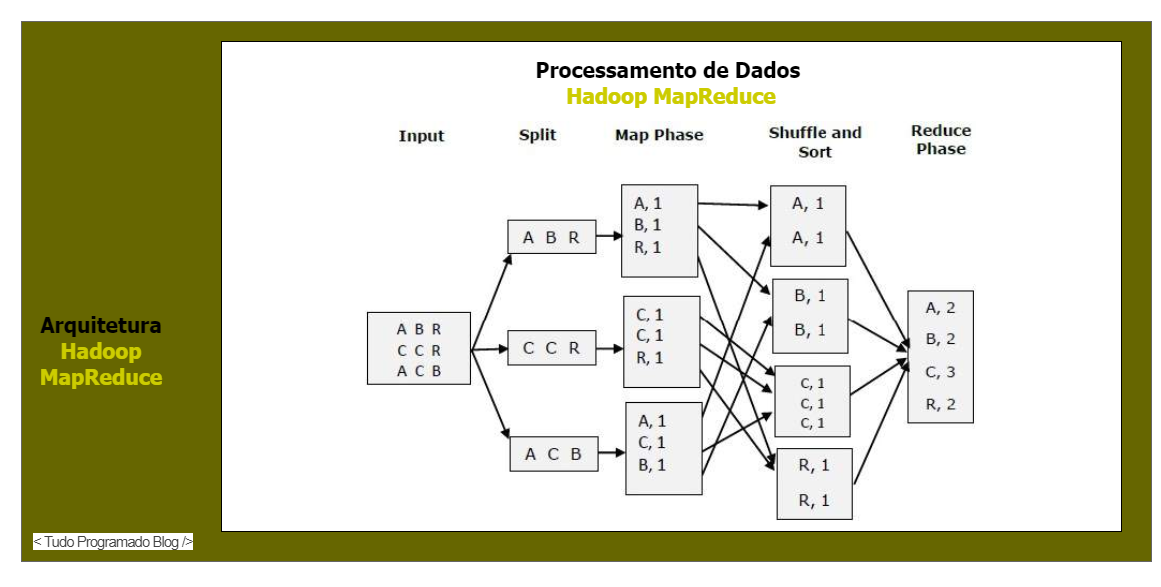 Processamento de Dados
Hadoop MapReduce
Input
Split
Map Phase
Shuffle and
Sort
Reduce
Phase
A B R
C C R
A C B
A B R
C C R
A C B
A, 1
B, 1
R, 1
C, 1
C, 1
R, 1
A, 1
C, 1
B, 1
A, 1
A, 1
B, 1
B, 1
C, 1
C, 1
C, 1
R, 1
R, 1
A, 2
B, 2
C, 3
R, 2
Arquitetura
Hadoop
MapReduce
< Tudo Programado Blog />